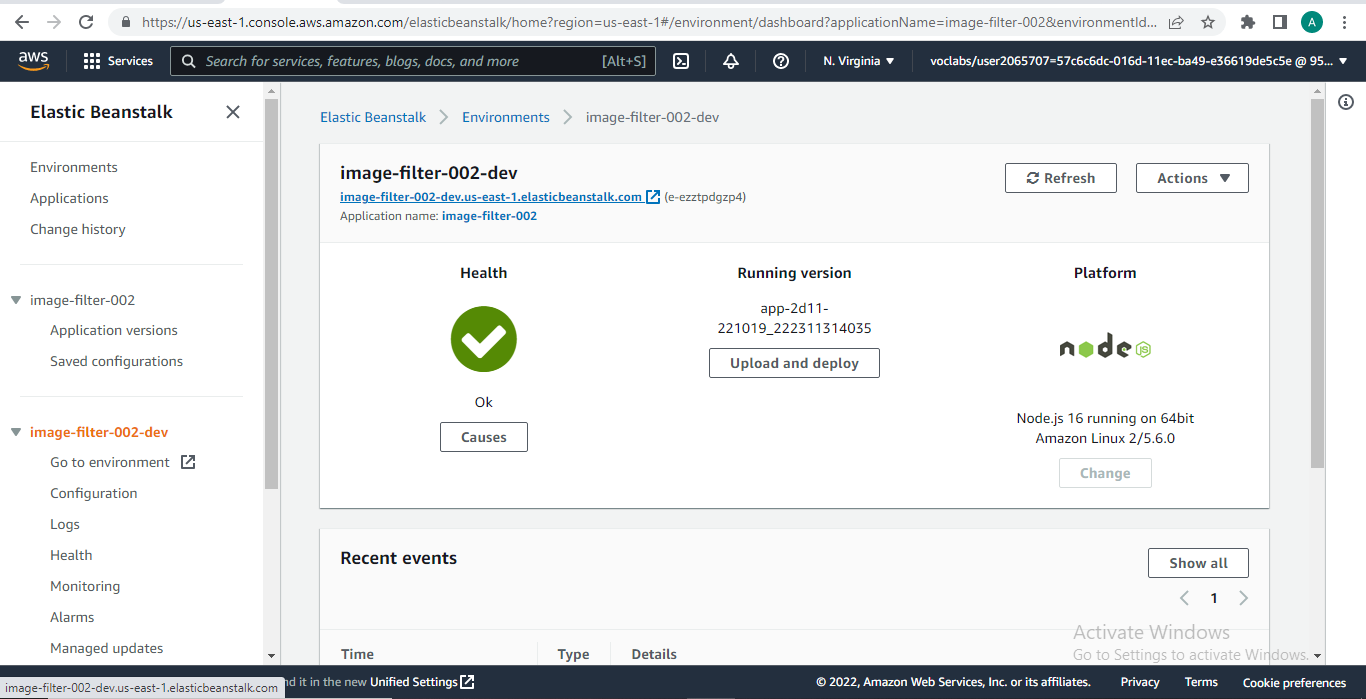 https://us-east-1.console.aws.amazon.com/elasticbeanstalk/home?region=us-east-1#/environment/dashboard?applicationName=image-filter-002&environmentId...
A
aws
Services
Search for services, features, blogs, docs, and more
[Alt+S]
N. Virginia
voclabs/user2065707=57c6c6dc-016d-11ec-ba49-e36619de5c5e @ 95...
Elastic Beanstalk
Environments
Applications
Change history
image-filter-002
Application versions
Saved configurations
image-filter-002-dev
Go to environment
Configuration
Logs
Health
Monitoring
Alarms
Managed updates
Elastic Beanstalk
Environments
image-filter-002-dev
image-filter-002-dev
image-filter-002-dev.us-east-1.elasticbeanstalk.com (e-ezztpdgzp4)
Application name: image-filter-002
Refresh
Actions
Health
Ok
Causes
Running version
app-2d11-
221019_222311314035
Upload and deploy
Platform
node JS
Node.js 16 running on 64bit
Amazon Linux 2/5.6.0
Change
Recent events
Show all
1
Time
Type
Details
Activate Windows
Go to Settings to activate Windows.
nd it in the new Unified Settings
© 2022, Amazon Web Services, Inc. or its affiliates.
Privacy
Terms
Cookie preferences
image-filter-002-dev.us-east-1.elasticbeanstalk.com